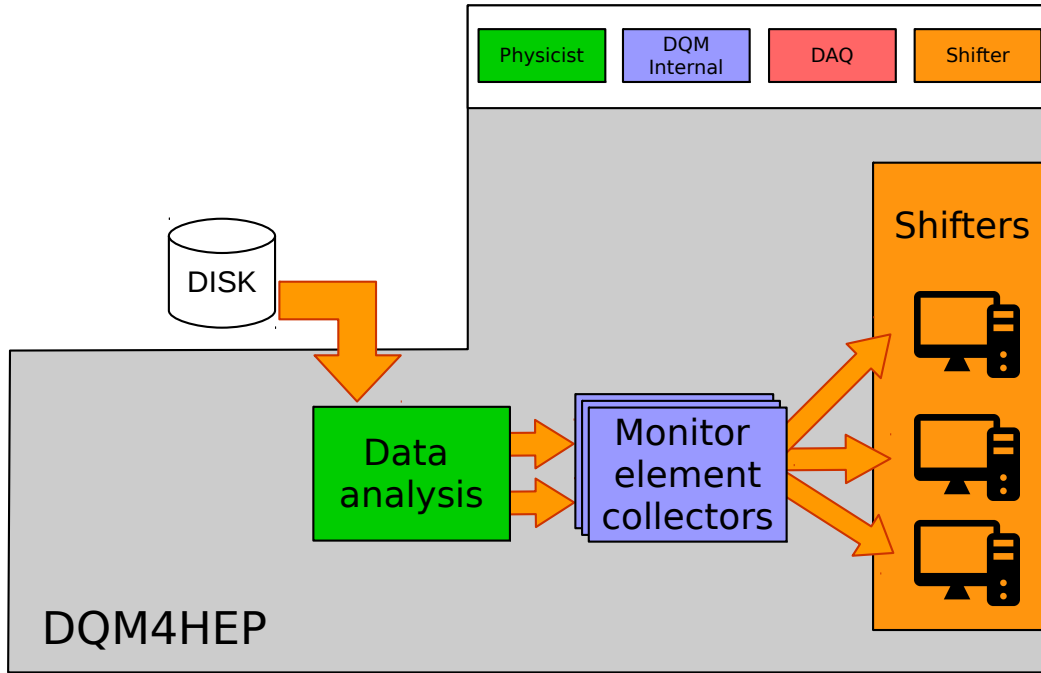 Physicist
DQM
Internal
DAQ
Shifter
Shifters
DISK
Data
analysis
Monitor
element
collectors
DQM4HEP